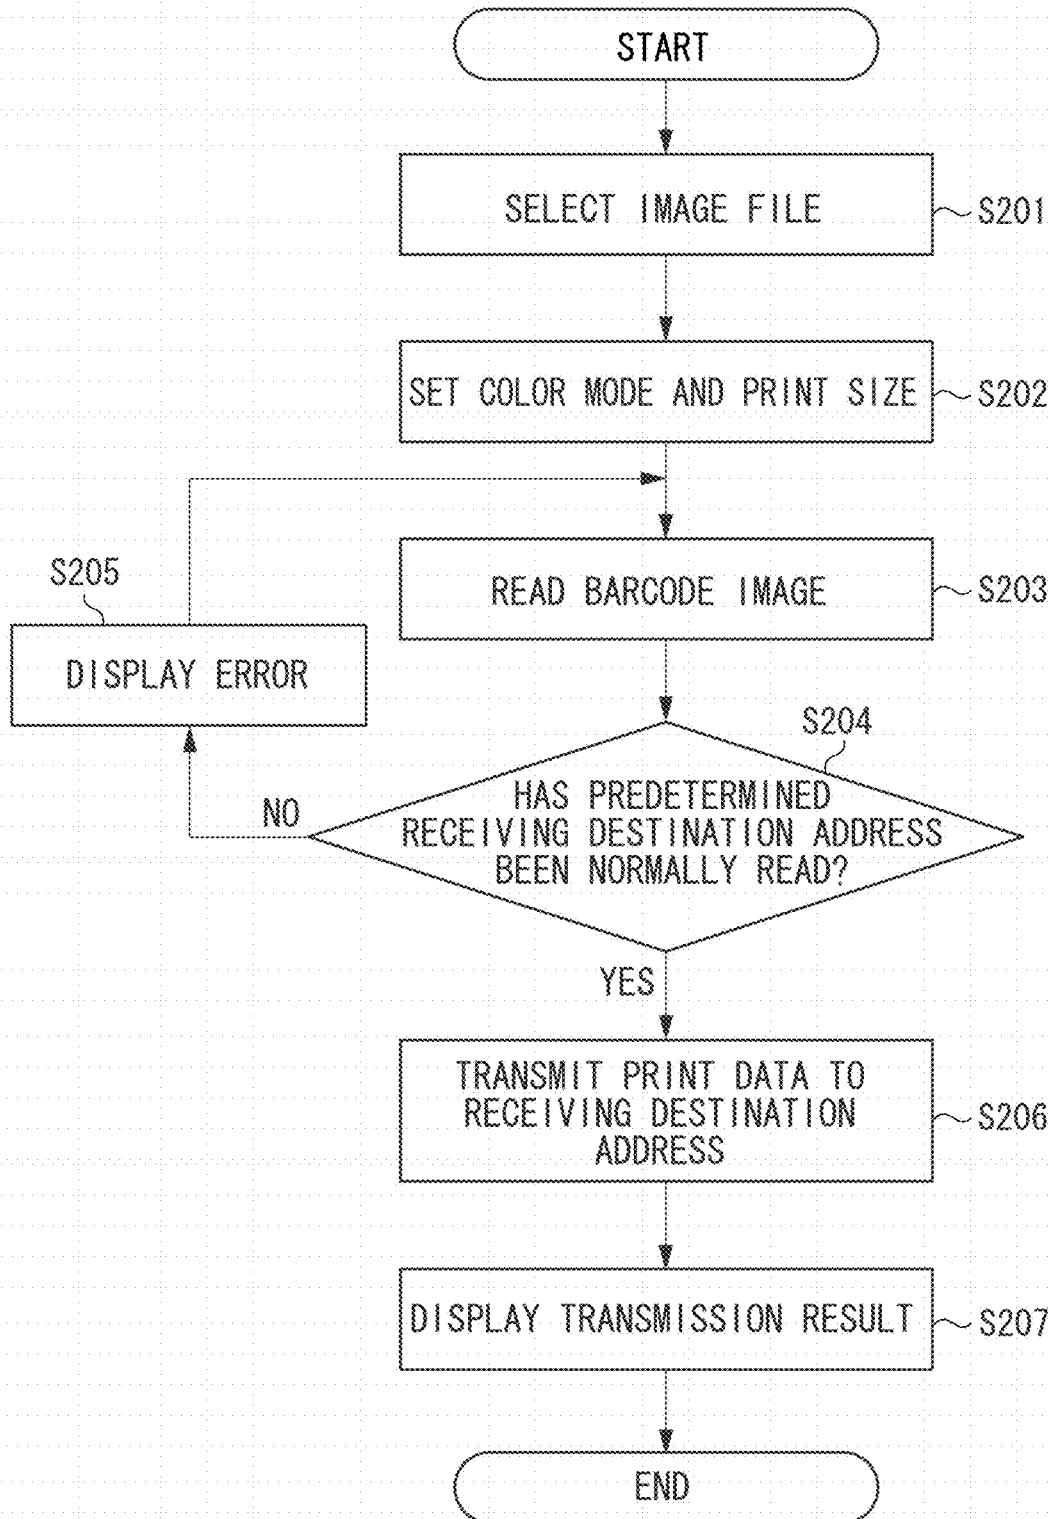 START
SELECT IMAGE FILE
S201
SET COLOR MODE AND PRINT SIZE
S202
READ BARCODE IMAGE
S203
S205
DISPLAY ERROR
S204
HAS PREDETERMINED
RECEIVING DESTINATION ADDRESS
BEEN NORMALLY READ?
NO
YES
TRANSMIT PRINT DATA TO
RECEIVING DESTINATION
ADDRESS
S206
DISPLAY TRANSMISSION RESULT
S207
END